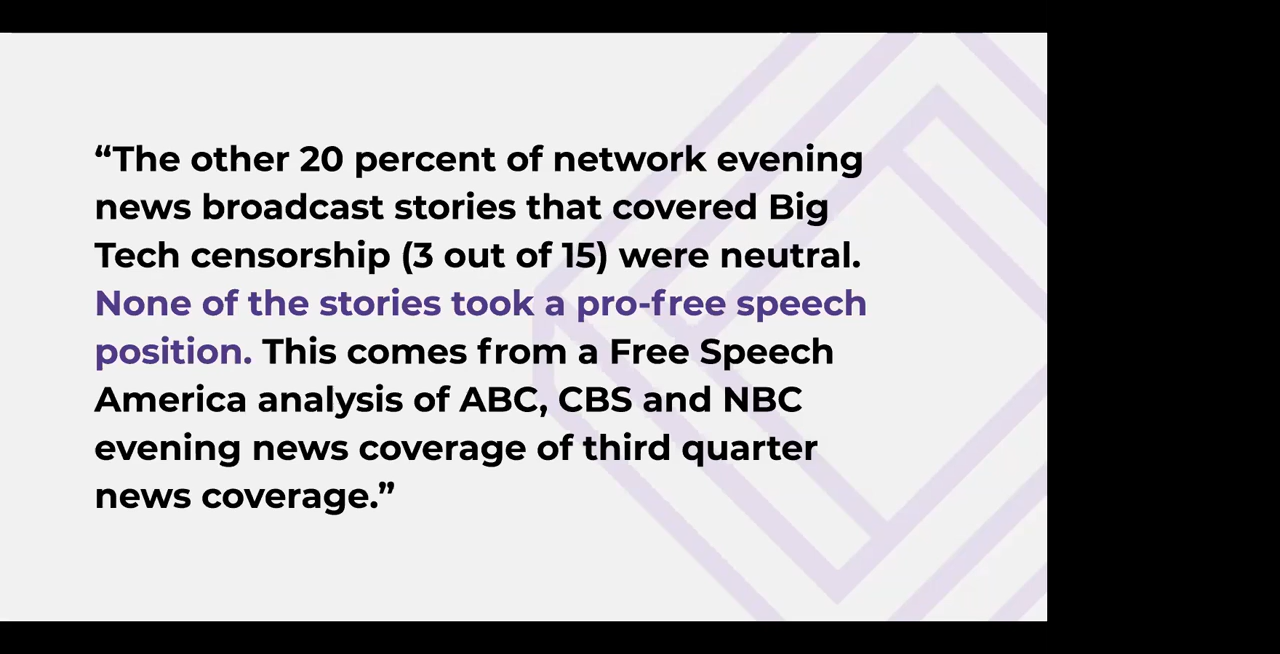 “The other 20 percent of network evening
news broadcast stories that covered Big
Tech censorship (3 out of 15) were neutral.
None of the stories took a pro-free speech
position. This comes from a Free Speech
America analysis of ABC, CBS and NBC
evening news coverage of third quarter
news coverage.”